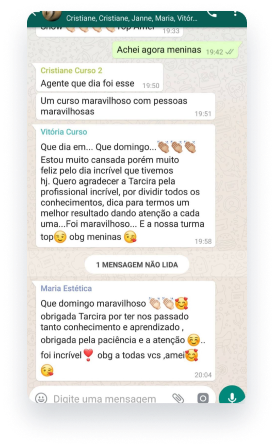 Cristiane, Cristiane, Janne, Maria, Vitór...
19:33
Achei agora meninas 19:42
Cristiane Curso 2
Agente que dia foi esse 19:50
Um curso maravilhoso com pessoas
maravilhosas 19:51
Vitória Curso
Que dia em... Que domingo...👏🏼👏🏼👏🏼
Estou muito cansada porém muito
feliz pelo dia incrível que tivemos
hj. Quero agradecer a Tarcira pela
profissional incrível, por dividir todos os
conhecimentos, dica para termos um
melhor resultado dando atenção a cada
uma...Foi maravilhoso... E a nossa turma
top😉 obg meninas 😘 19:58
1 MENSAGEM NÃO LIDA
Maria Estética
Que domingo maravilhoso 👏🏼👏🏼🥰
obrigada Tarcira por ter nos passado
tanto conhecimento e aprendizado ,
obrigada pela paciência e a atenção ☺️..
foi incrível❣️ obg a todas vcs ,amei🥰
😘 20:04
Digite uma mensagem